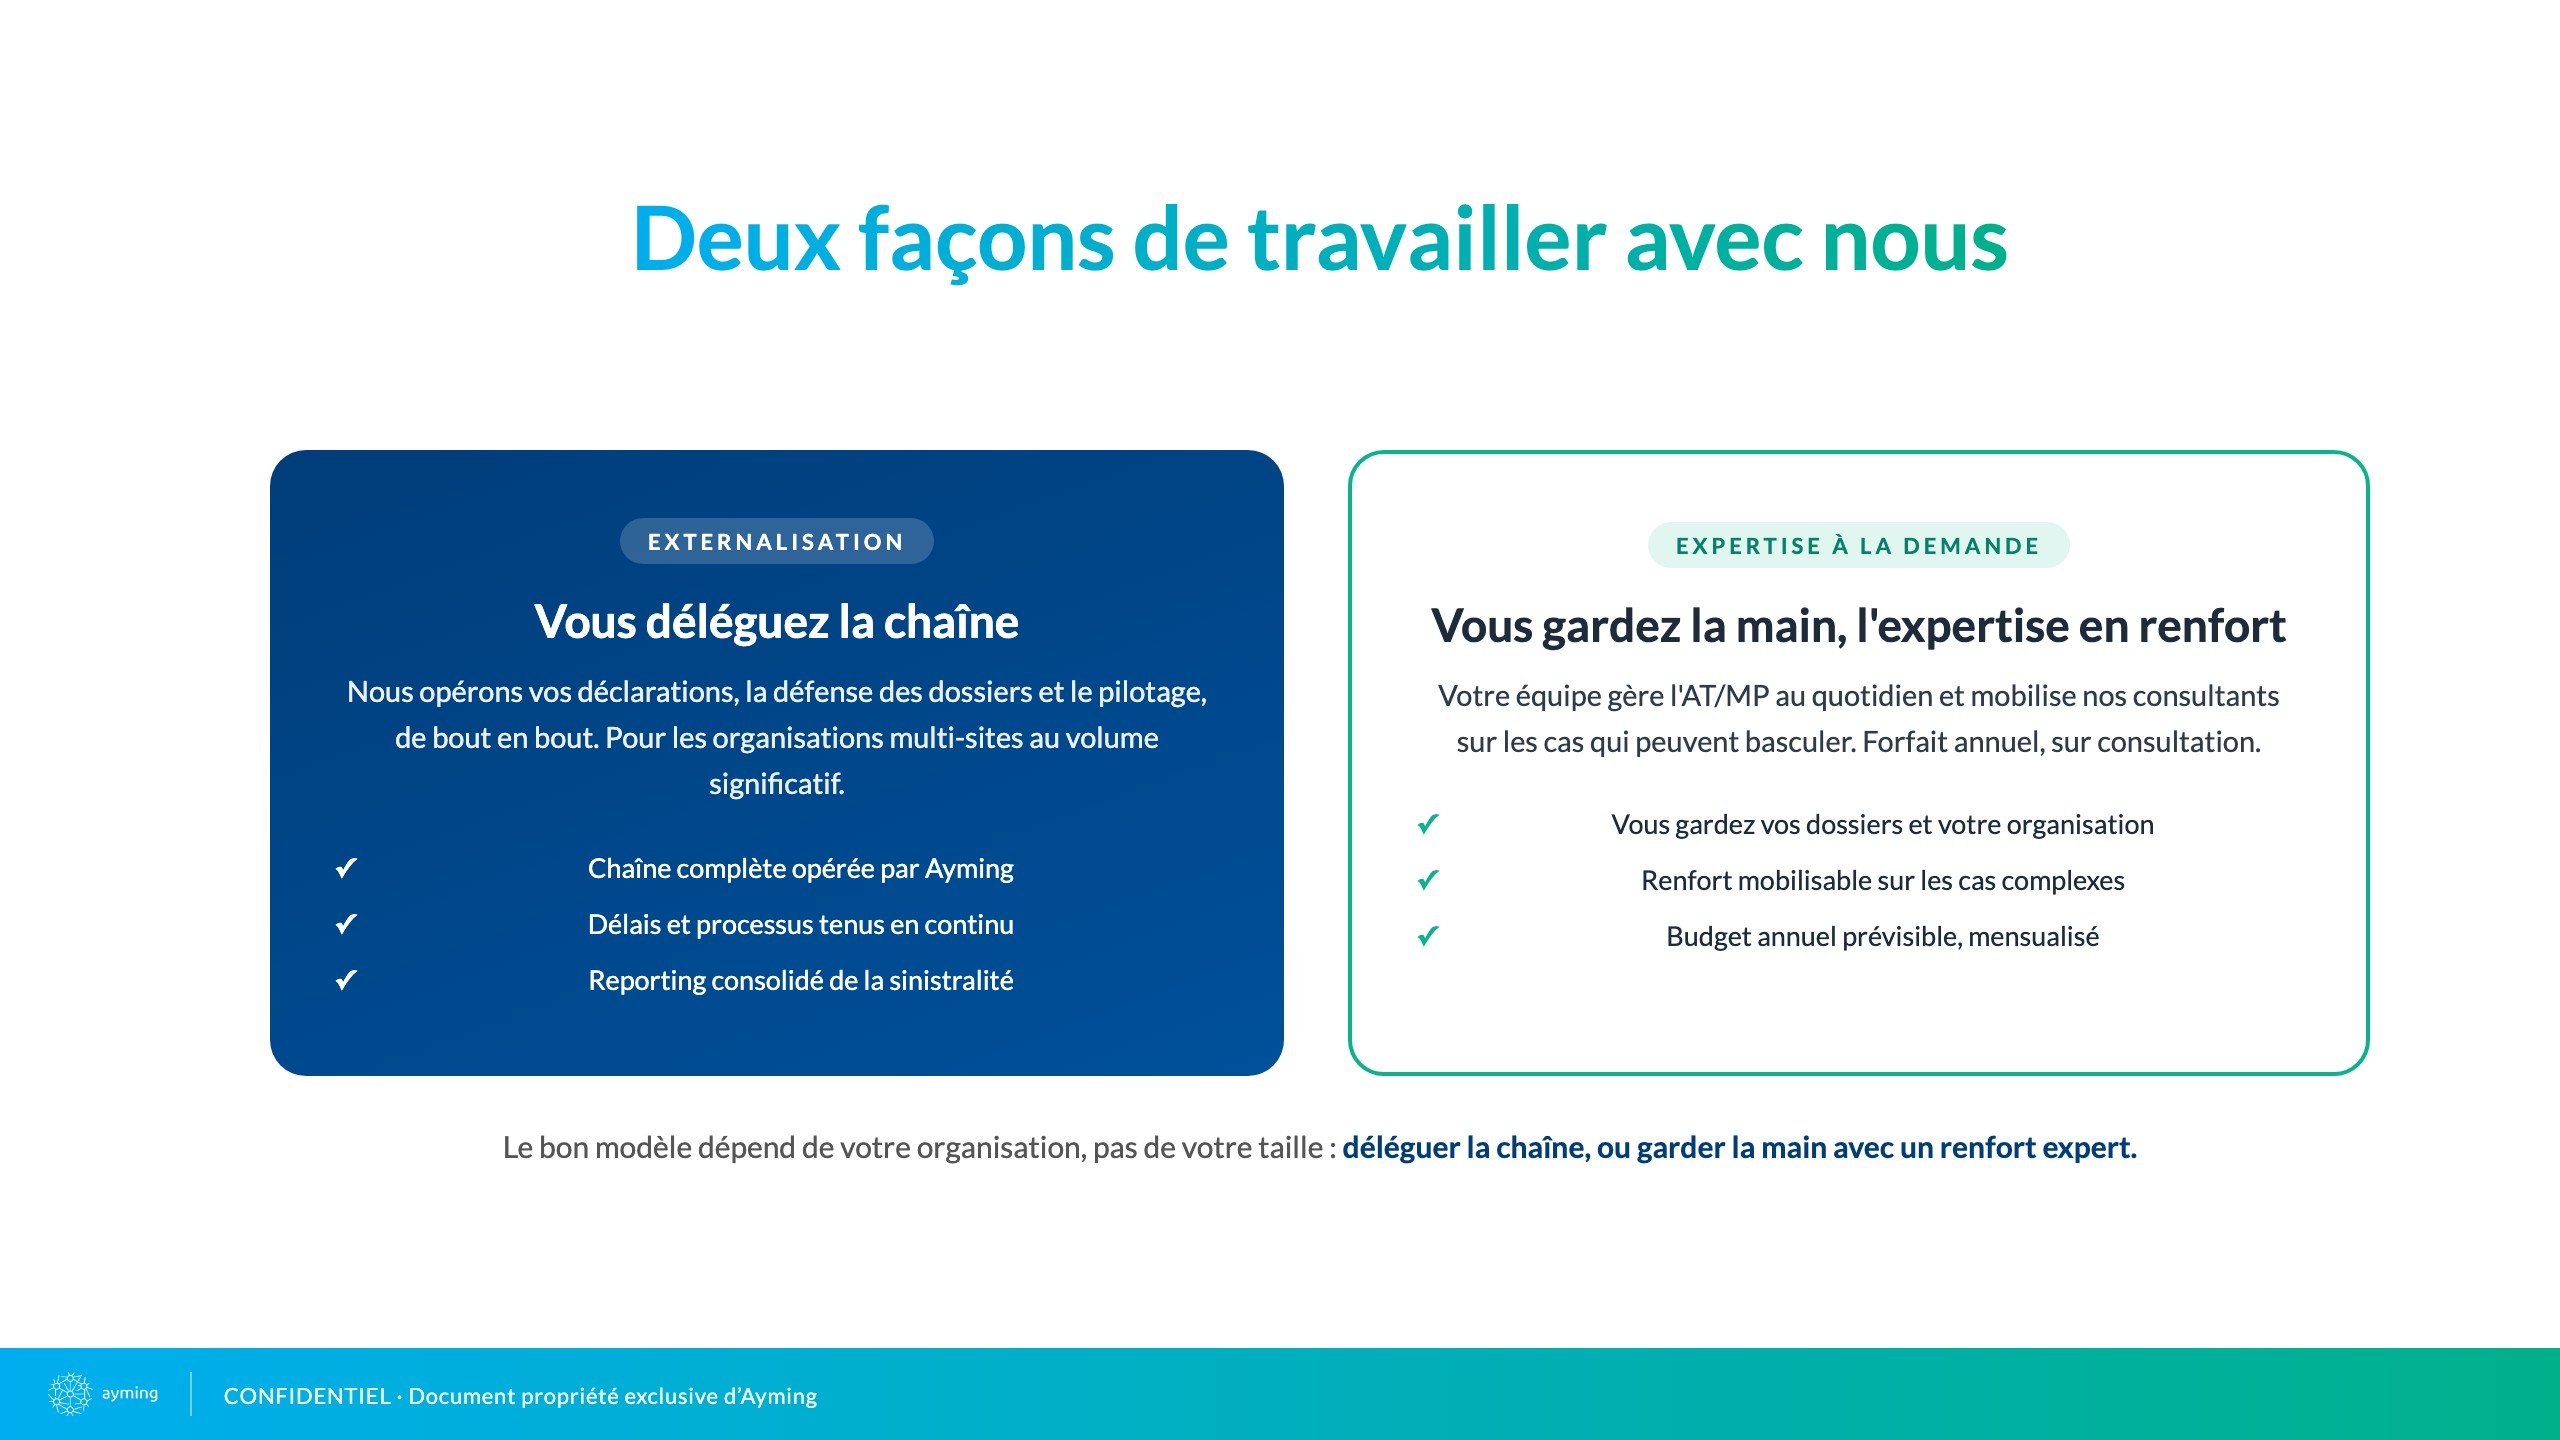 Deux façons de travailler avec nous
EXTERNALISATION
Vous déléguez la chaîne
Nous opérons vos déclarations, la défense des dossiers et le pilotage,
de bout en bout. Pour les organisations multi-sites au volume
significatif.
✓ Chaîne complète opérée par Ayming
✓ Délais et processus tenus en continu
✓ Reporting consolidé de la sinistralité
EXPERTISE À LA DEMANDE
Vous gardez la main, l'expertise en renfort
Votre équipe gère l'AT/MP au quotidien et mobilise nos consultants
sur les cas qui peuvent basculer. Forfait annuel, sur consultation.
✓ Vous gardez vos dossiers et votre organisation
✓ Renfort mobilisable sur les cas complexes
✓ Budget annuel prévisible, mensualisé
Le bon modèle dépend de votre organisation, pas de votre taille : déléguer la chaîne, ou garder la main avec un renfort expert.
ayming
CONFIDENTIEL · Document propriété exclusive d’Ayming